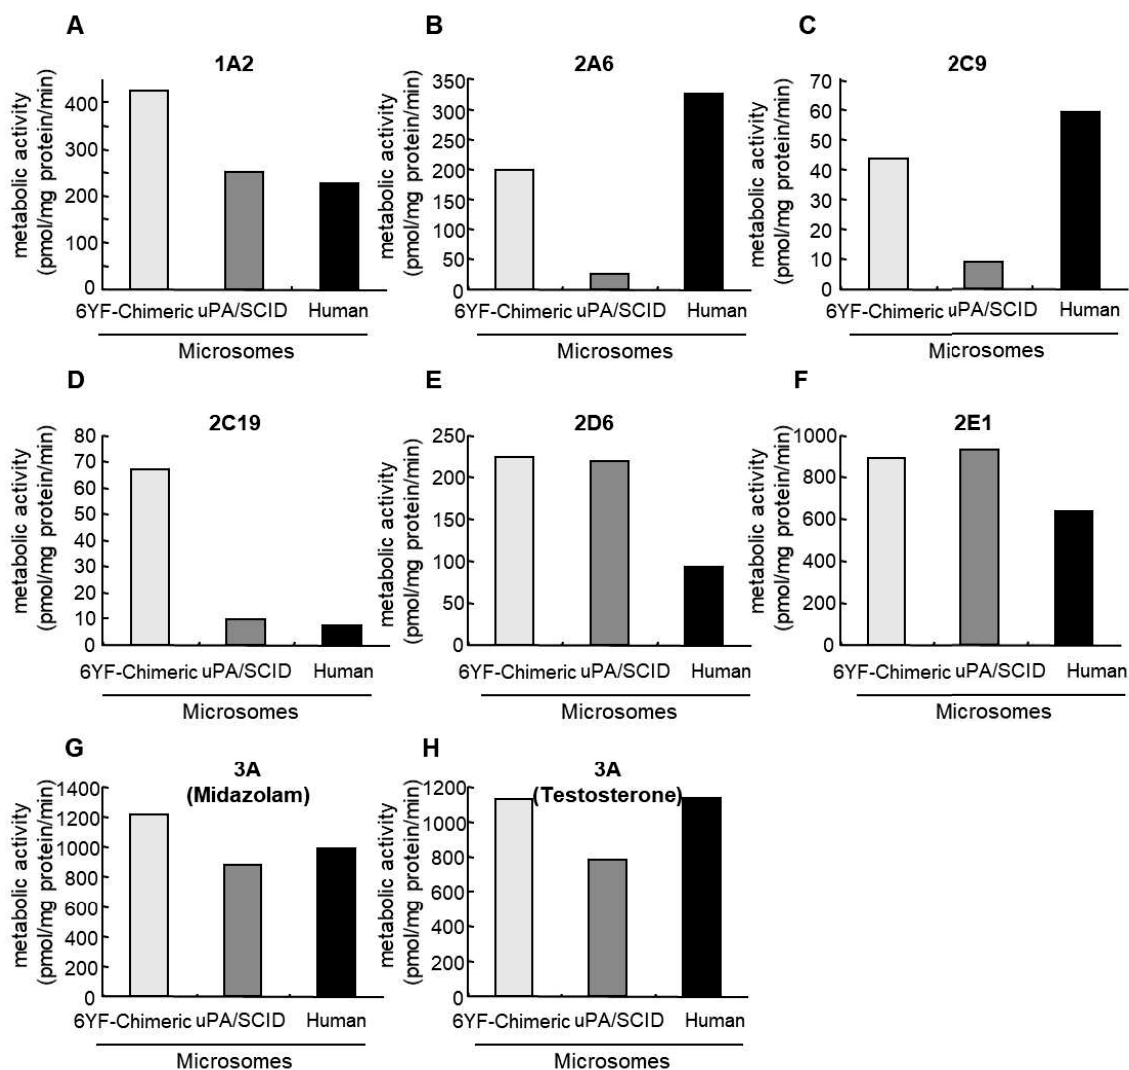 A
1A2
metabolic activity
(pmol/mg protein/min)
400
300
200
100
0
6YF-Chimeric uPA/SCID Human
Microsomes
B
2A6
metabolic activity
(pmol/mg protein/min)
350
300
250
200
150
100
50
0
6YF-Chimeric uPA/SCID Human
Microsomes
C
2C9
metabolic activity
(pmol/mg protein/min)
70
60
50
40
30
20
10
0
6YF-Chimeric uPA/SCID Human
Microsomes
D
2C19
metabolic activity
(pmol/mg protein/min)
80
70
60
50
40
30
20
10
0
6YF-Chimeric uPA/SCID Human
Microsomes
E
2D6
metabolic activity
(pmol/mg protein/min)
250
200
150
100
50
0
6YF-Chimeric uPA/SCID Human
Microsomes
F
2E1
metabolic activity
(pmol/mg protein/min)
1000
800
600
400
200
0
6YF-Chimeric uPA/SCID Human
Microsomes
G
3A
(Midazolam)
metabolic activity
(pmol/mg protein/min)
1400
1200
1000
800
600
400
200
0
6YF-Chimeric uPA/SCID Human
Microsomes
H
3A
(Testosterone)
metabolic activity
(pmol/mg protein/min)
1200
1000
800
600
400
200
0
6YF-Chimeric uPA/SCID Human
Microsomes